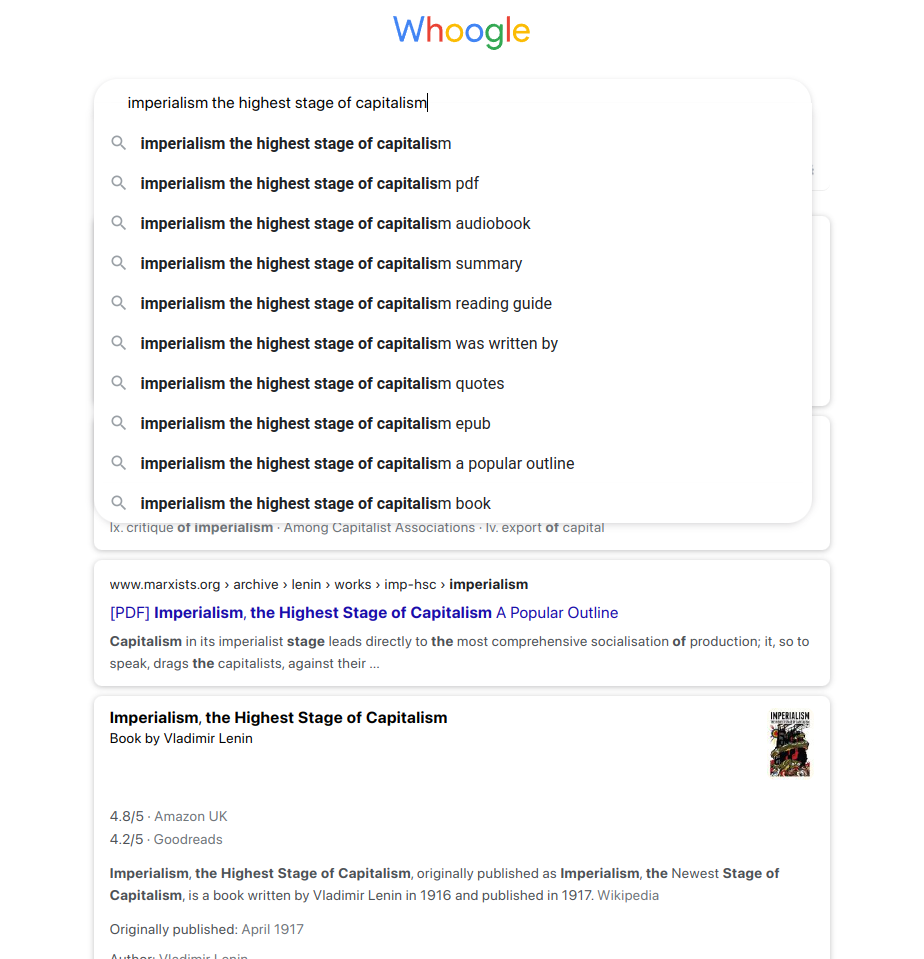 Whoogle
imperialism the highest stage of capitalism
imperialism the highest stage of capitalism
imperialism the highest stage of capitalism pdf
imperialism the highest stage of capitalism audiobook
imperialism the highest stage of capitalism summary
imperialism the highest stage of capitalism reading guide
imperialism the highest stage of capitalism was written by
imperialism the highest stage of capitalism quotes
imperialism the highest stage of capitalism epub
imperialism the highest stage of capitalism a popular outline
imperialism the highest stage of capitalism book
Ix. critique of imperialism · Among Capitalist Associations · Iv. export of capital
www.marxists.org › archive › lenin › works › imp-hsc › imperialism
[PDF] Imperialism, the Highest Stage of Capitalism A Popular Outline
Capitalism in its imperialist stage leads directly to the most comprehensive socialisation of production; it, so to
speak, drags the capitalists, against their ...
Imperialism, the Highest Stage of Capitalism
Book by Vladimir Lenin
IMPERIALISM
4.8/5 · Amazon UK
4.2/5 · Goodreads
Imperialism, the Highest Stage of Capitalism, originally published as Imperialism, the Newest Stage of
Capitalism, is a book written by Vladimir Lenin in 1916 and published in 1917. Wikipedia
Originally published: April 1917
Author: Vladimir Lenin